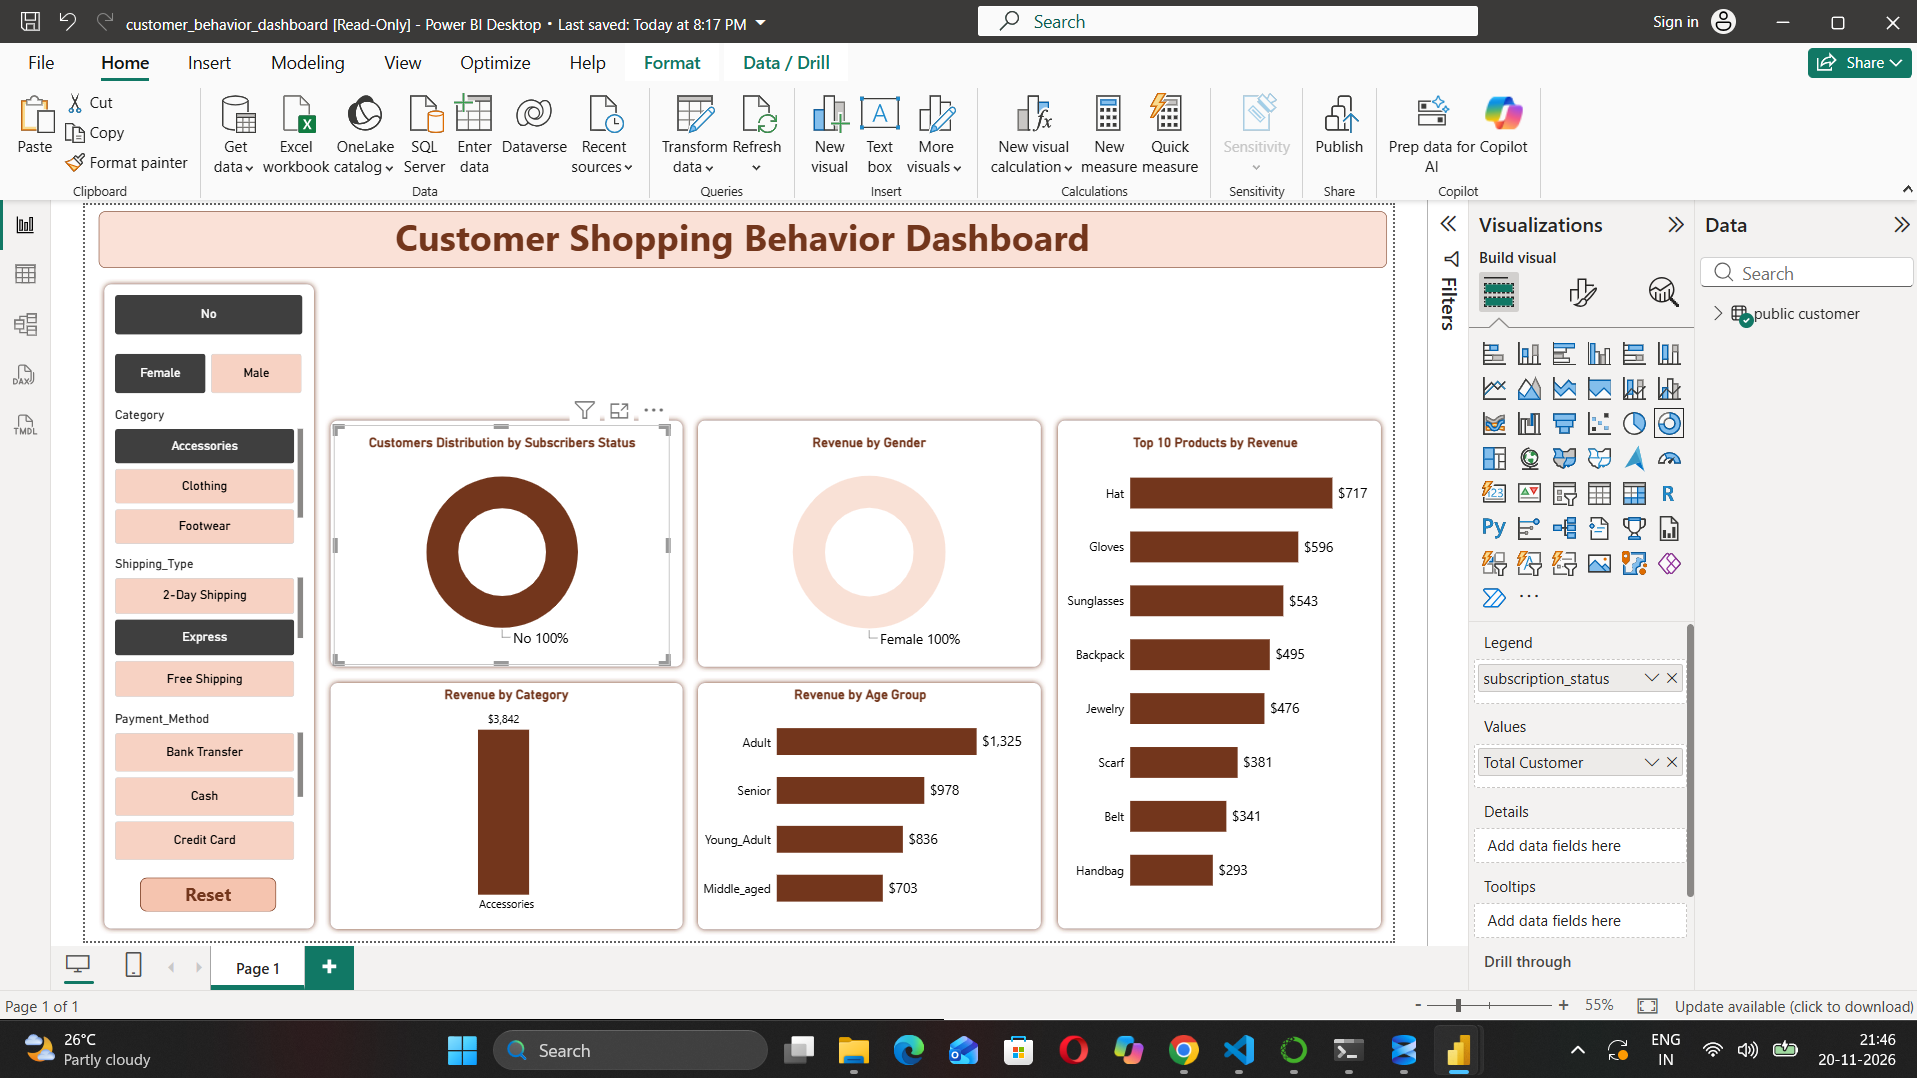 customer_behavior_dashboard [Read-Only] - Power BI Desktop • Last saved: Today at 8:17 PM
Search
Sign in
File Home Insert Modeling View Optimize Help Format Data / Drill
Share
Paste
Cut
Copy
Format painter
Clipboard
Get data
Excel workbook
OneLake catalog
SQL Server
Enter data
Dataverse
Recent sources
Data
Transform data
Refresh
Queries
New visual
Text box
More visuals
Insert
New visual calculation
New measure
Quick measure
Calculations
Sensitivity
Sensitivity
Publish
Share
Prep data for AI
Copilot
Copilot
Customer Shopping Behavior Dashboard
No
Female Male
Category
Accessories
Clothing
Footwear
Shipping_Type
2-Day Shipping
Express
Free Shipping
Payment_Method
Bank Transfer
Cash
Credit Card
Reset
Customers Distribution by Subscribers Status
No 100%
Revenue by Gender
Female 100%
Top 10 Products by Revenue
Hat $717
Gloves $596
Sunglasses $543
Backpack $495
Jewelry $476
Scarf $381
Belt $341
Handbag $293
Revenue by Category
$3,842
Accessories
Revenue by Age Group
Adult $1,325
Senior $978
Young_Adult $836
Middle_aged $703
Filters
Visualizations
Build visual
Legend
subscription_status
Values
Total Customer
Details
Add data fields here
Tooltips
Add data fields here
Drill through
Data
Search
public customer
DAX
TMDL
123
R
Py
Page 1
Page 1 of 1
55%
Update available (click to download)
26°C
Partly cloudy
Search
ENG
IN
21:46
20-11-2026